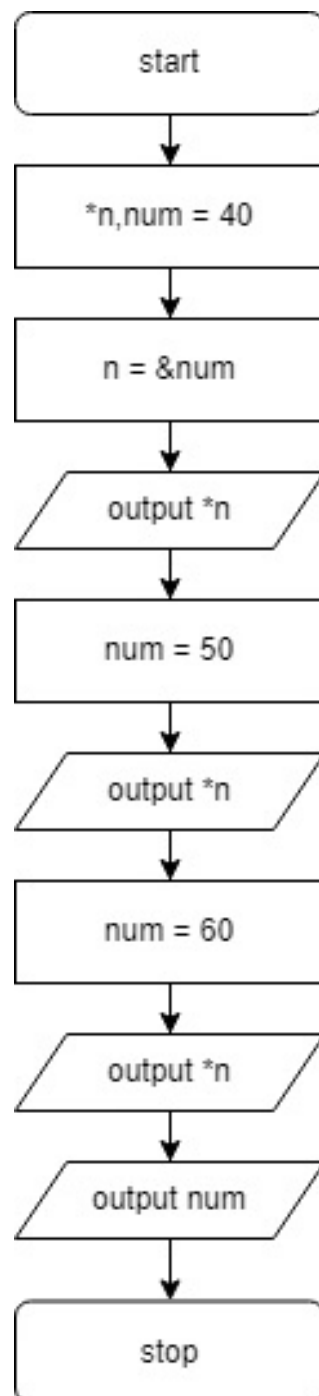 start
*n,num = 40
n = &num
output *n
num = 50
output *n
num = 60
output *n
output num
stop